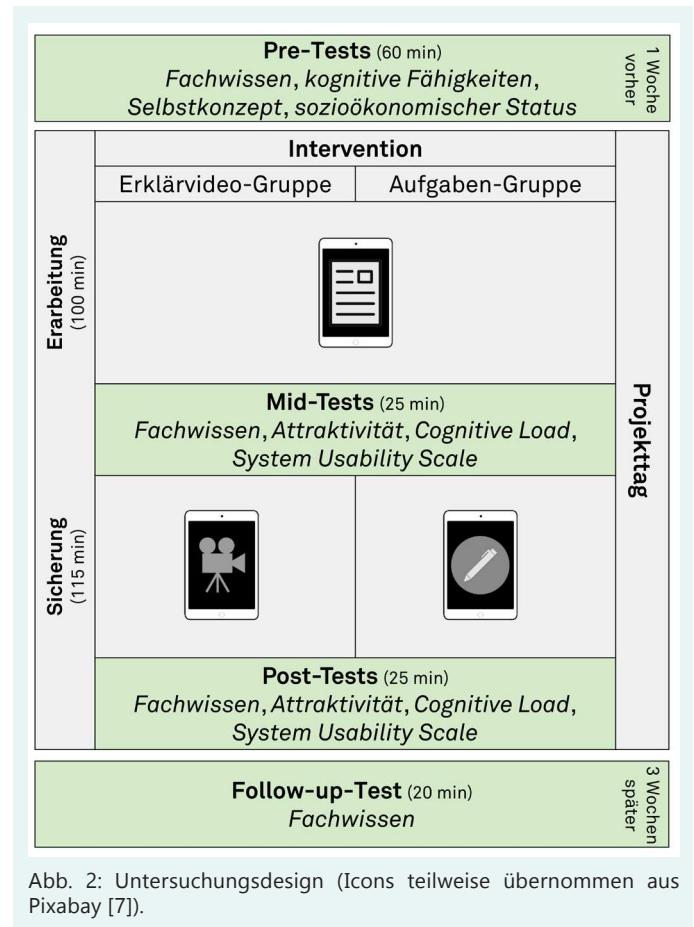 Pre-Tests (60 min)
Fachwissen, kognitive Fähigkeiten,
Selbstkonzept, sozioökonomischer Status
1 Woche
vorher
Intervention
Erklärvideo-Gruppe
Aufgaben-Gruppe
Erarbeitung
(100 min)
Mid-Tests (25 min)
Fachwissen, Attraktivität, Cognitive Load,
System Usability Scale
Projekttag
Sicherung
(115 min)
Post-Tests (25 min)
Fachwissen, Attraktivität, Cognitive Load,
System Usability Scale
Follow-up-Test (20 min)
Fachwissen
3 Wochen
später
Abb. 2: Untersuchungsdesign (Icons teilweise übernommen aus
Pixabay [7]).